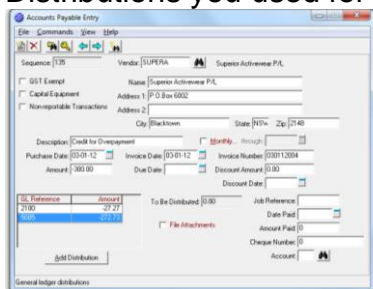 Distributions you used for
Accounts Payable Entry
File Commands View Help
Sequence: 135 Vendor: SUPERA Superior Activewear P/L
GST Exempt Name: Superior Activewear P/L
Capital Equipment Address 1: P.O.Box 6002
Non-reportable Transactions Address 2:
City: Blacktown State: NSW Zip: 2148
Description: Credit for Overpayment Monthly... through:
Purchase Date: 03-01-12 Invoice Date: 03-01-12 Invoice Number: 030112004
Amount: -300.00 Due Date: Discount Amount: 0.00
Discount Date:
GL Reference Amount To Be Distributed: 0.00 Job Reference:
2100 -27.27
5005 -272.73 File Attachments Date Paid:
Amount Paid: 0
Cheque Number: 0
Add Distribution Account:
General ledger distributions